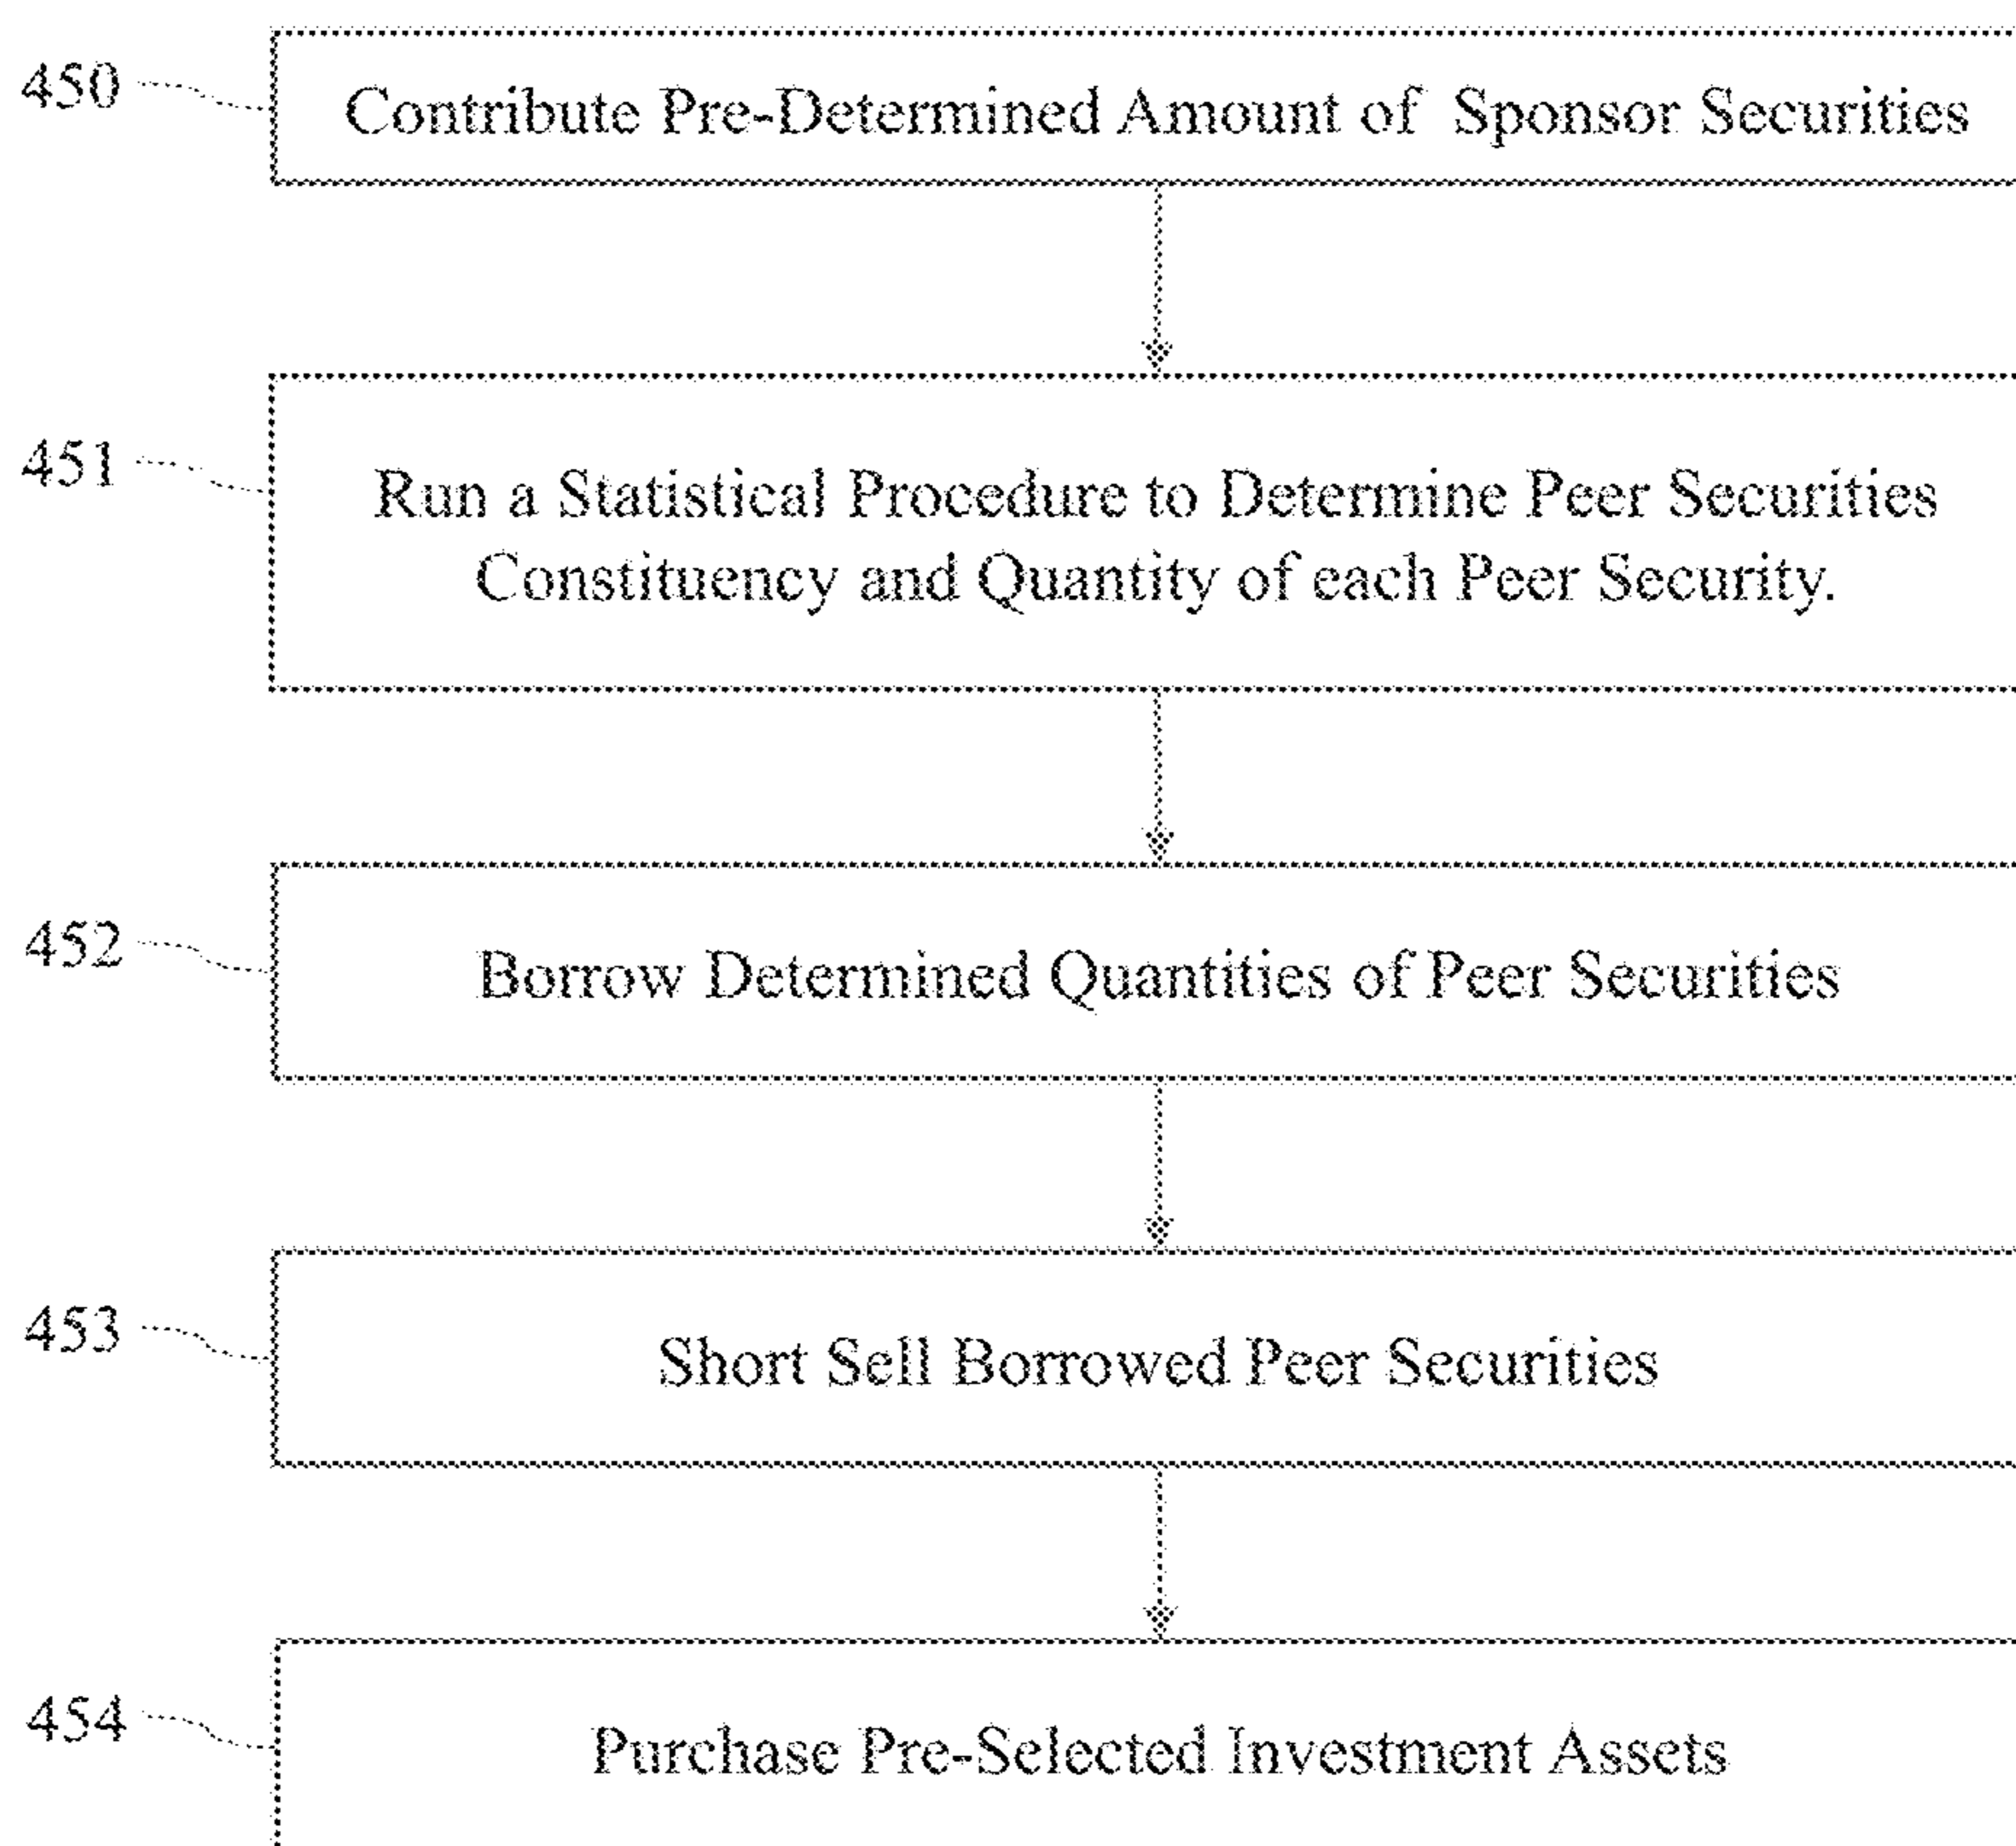 450
Contribute Pre-Determined Amount of Sponsor Securities
451
Run a Statistical Procedure to Determine Peer Securities
Constituency and Quantity of each Peer Security.
452
Borrow Determined Quantities of Peer Securities
453
Short Sell Borrowed Peer Securities
454
Purchase Pre-Selected Investment Assets